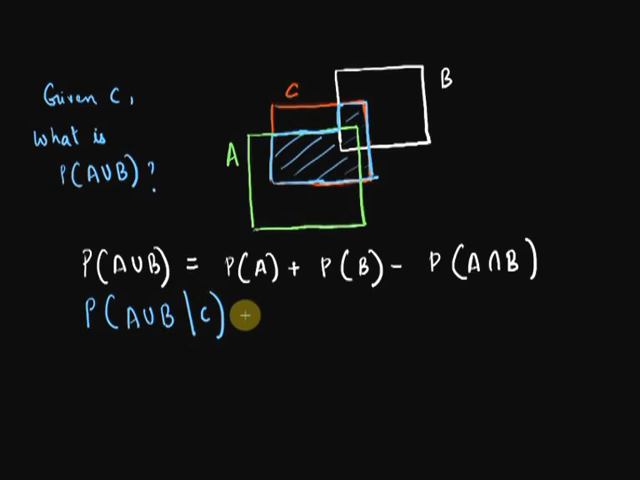 C
B
Given C,
What is
P(A∪B)?
A
P(A∪B) = P(A) + P(B) - P(A∩B)
P(A∪B|C)